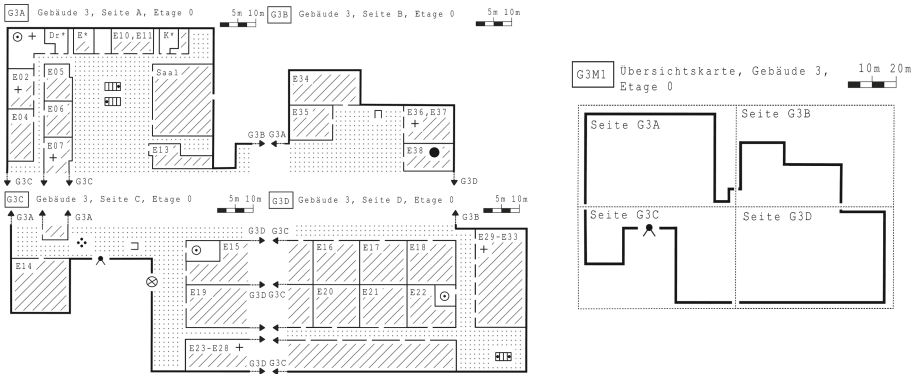 G3A Gebäude 3, Seite A, Etage 0 5m 10m
Dr* E* E10,E11 K*
E02 E05 Saal
E04 E06
E07
E13
G3B
G3C G3C
G3B Gebäude 3, Seite B, Etage 0 5m 10m
E34
E35 E36,E37
E38
G3A
G3D
G3C Gebäude 3, Seite C, Etage 0 5m 10m
G3A G3A
G3D
E15
E14
E19
G3D
E23-E28
G3D
G3D Gebäude 3, Seite D, Etage 0 5m 10m
G3B
G3C
E16 E17 E18 E29-E33
G3C
E20 E21 E22
G3C
G3M1 Übersichtskarte, Gebäude 3,
Etage 0
10m 20m
Seite G3A Seite G3B
Seite G3C Seite G3D